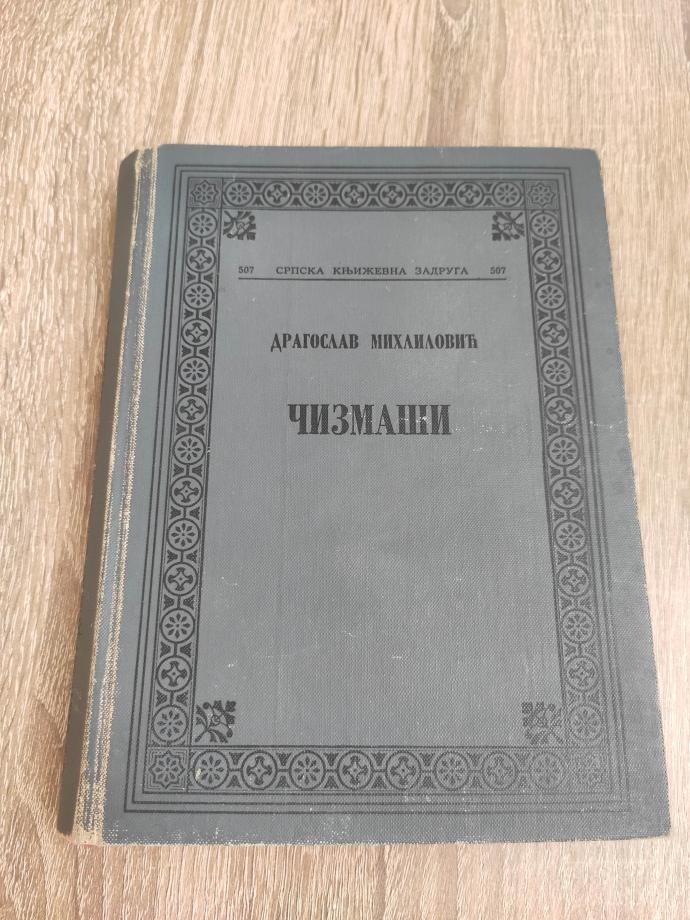 507 СРПСКА КЊИЖЕВНА ЗАДРУГА 507
ДРАГОСЛАВ МИХАИЛОВИЋ
ЧИЗМАШИ